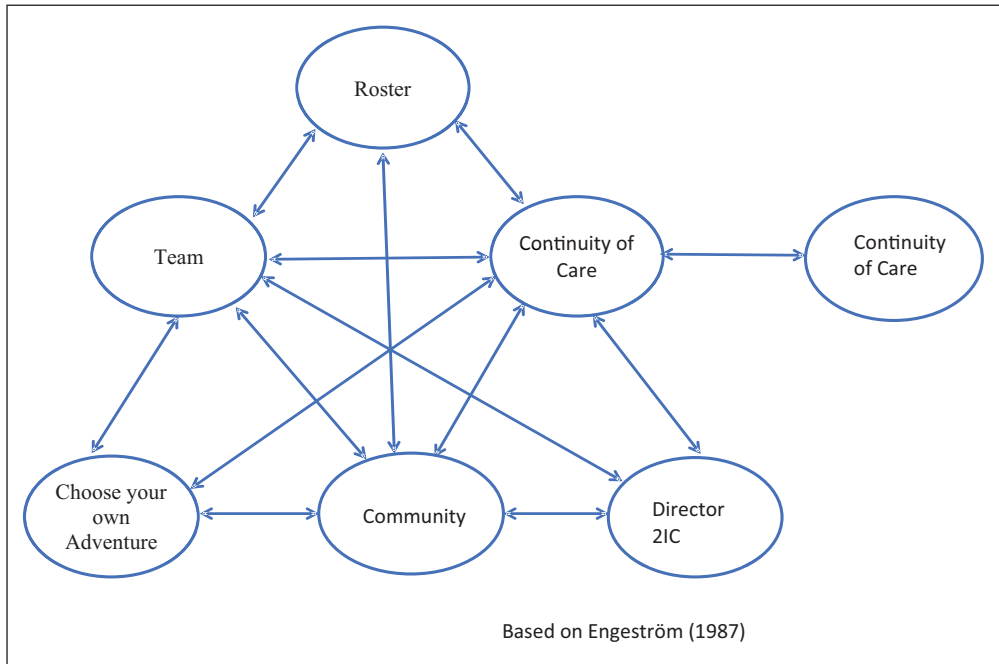 Roster
Team
Continuity of
Care
Continuity
of Care
Choose your
own
Adventure
Community
Director
2IC
Based on Engeström (1987)